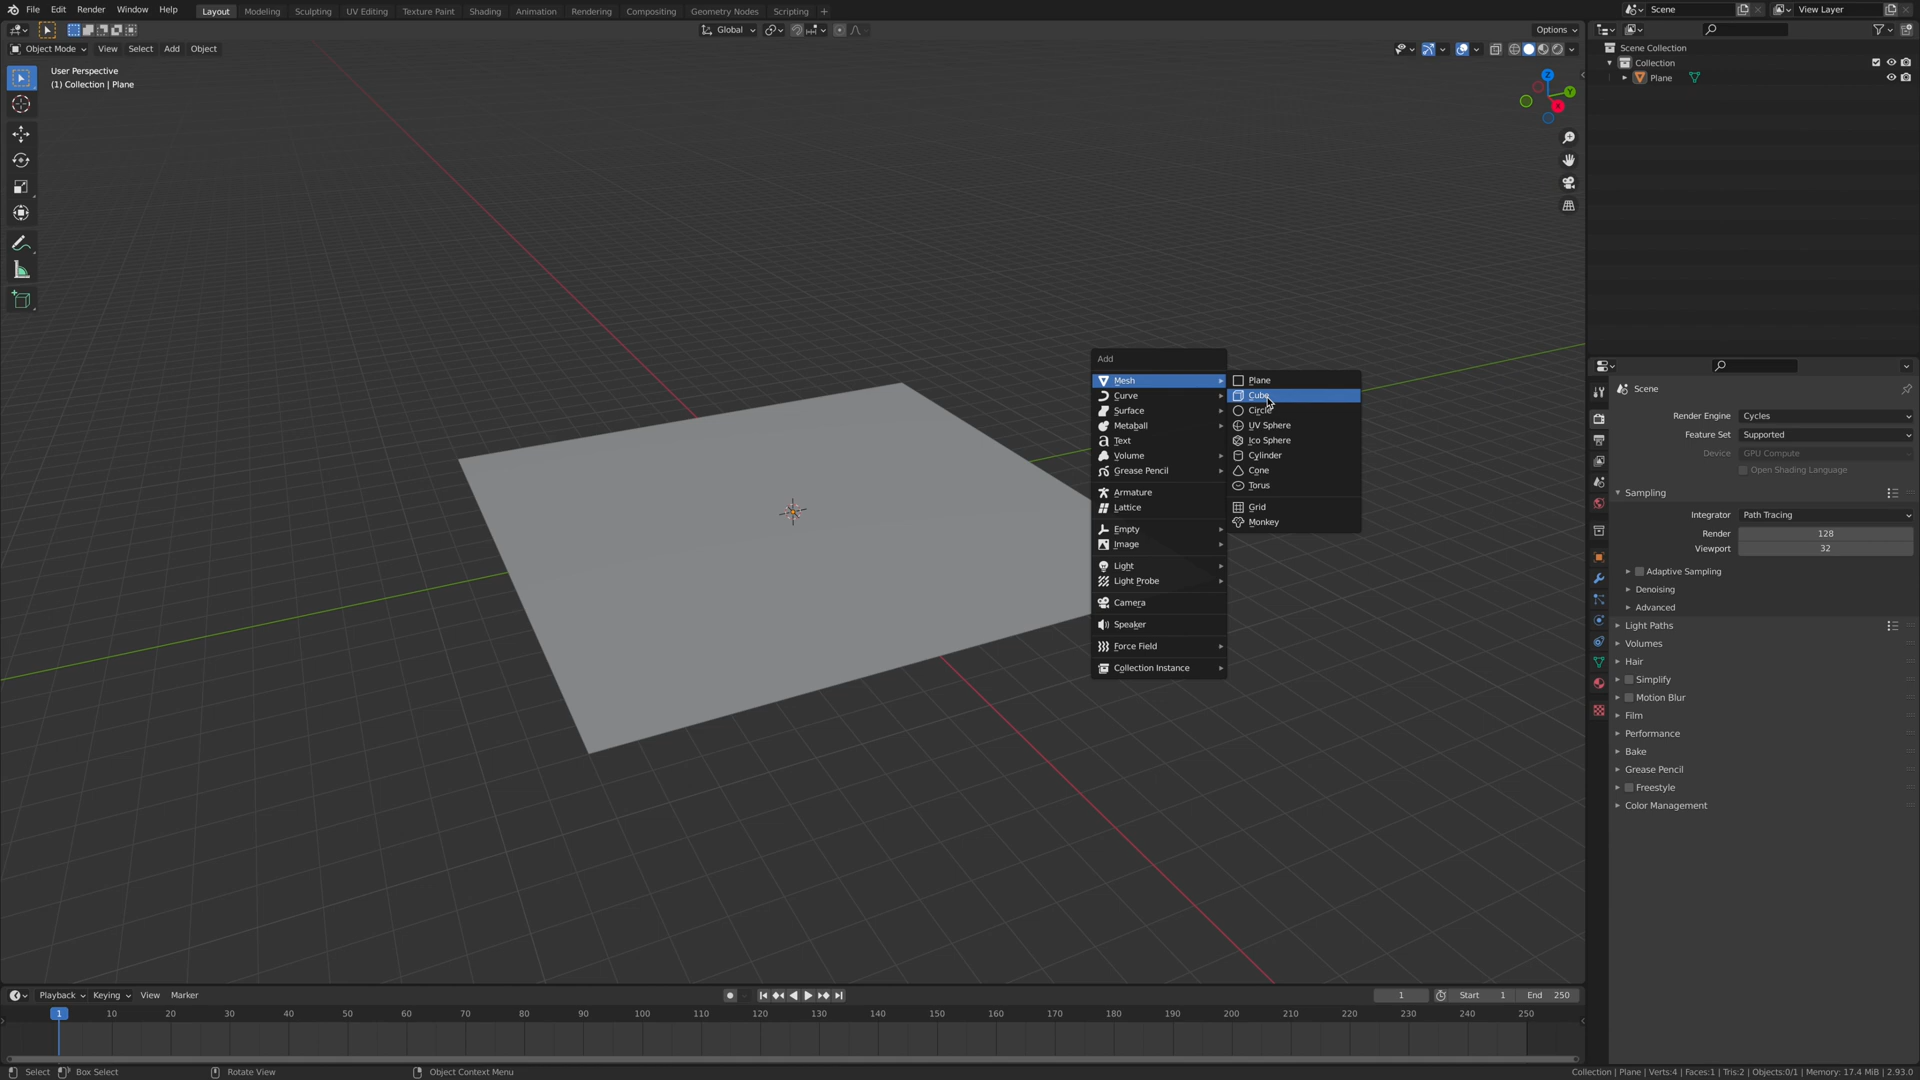 File Edit Render Window Help Layout Modeling Sculpting UV Editing Texture Paint Shading Animation Rendering Compositing Geometry Nodes Scripting + Scene View Layer
Global Options
Object Mode View Select Add Object
User Perspective
(1) Collection | Plane
Z
Y
X
Scene Collection
Collection
Plane
Add
Mesh
Curve
Surface
Metaball
Text
Volume
Grease Pencil
Armature
Lattice
Empty
Image
Light
Light Probe
Camera
Speaker
Force Field
Collection Instance
Plane
Cube
Circle
UV Sphere
Ico Sphere
Cylinder
Cone
Torus
Grid
Monkey
Scene
Render Engine Cycles
Feature Set Supported
Device GPU Compute
Open Shading Language
Sampling
Integrator Path Tracing
Render 128
Viewport 32
Adaptive Sampling
Denoising
Advanced
Light Paths
Volumes
Hair
Simplify
Motion Blur
Film
Performance
Bake
Grease Pencil
Freestyle
Color Management
Playback Keying View Marker 1 Start 1 End 250
1 10 20 30 40 50 60 70 80 90 100 110 120 130 140 150 160 170 180 190 200 210 220 230 240 250
Select Box Select Rotate View Object Context Menu Collection | Plane | Verts:4 | Faces:1 | Tris:2 | Objects:0/1 | Memory: 17.4 MiB | 2.93.0